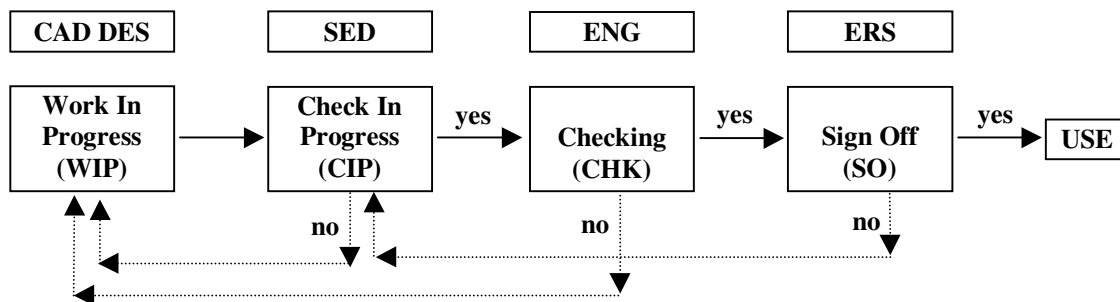 CAD DES
SED
ENG
ERS
Work In
Progress
(WIP)
Check In
Progress
(CIP)
yes
Checking
(CHK)
yes
Sign Off
(SO)
yes
USE
no
no
no